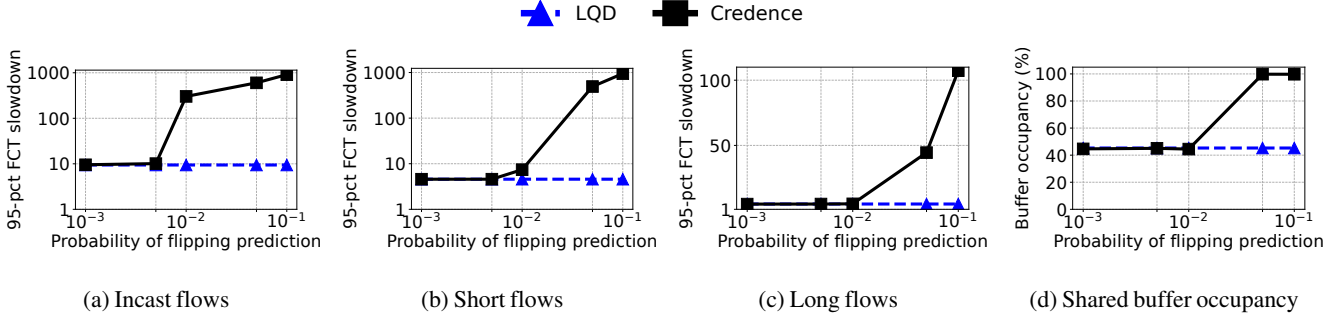 LQD Credence
95-pct FCT slowdown
1000
100
10
1
10⁻³ 10⁻² 10⁻¹
Probability of flipping prediction
(a) Incast flows
95-pct FCT slowdown
1000
100
10
1
10⁻³ 10⁻² 10⁻¹
Probability of flipping prediction
(b) Short flows
95-pct FCT slowdown
100
50
1
10⁻³ 10⁻² 10⁻¹
Probability of flipping prediction
(c) Long flows
Buffer occupancy (%)
100
80
60
40
20
0
10⁻³ 10⁻² 10⁻¹
Probability of flipping prediction
(d) Shared buffer occupancy